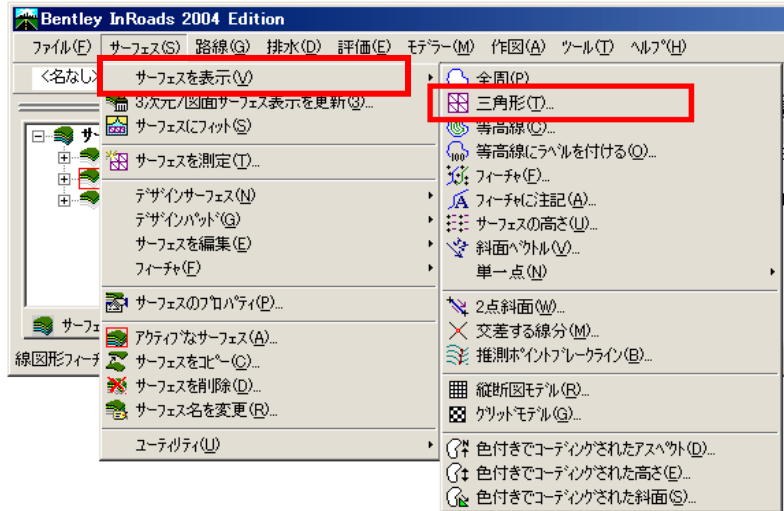 Bentley InRoads 2004 Edition
ファイル(F) サーフェス(S) 路線(G) 排水(D) 評価(E) モデラー(M) 作図(A) ツール(T) ヘルプ(H)
<名なし>
サーフェスを表示(V)
3次元/図面サーフェス表示を更新(3)...
サーフェスにフィット(S)
サーフェスを測定(T)...
デザインサーフェス(N)
デザインパッド(G)
サーフェスを編集(E)
フィーチャ(F)
サーフェスのプロパティ(P)...
アクティブなサーフェス(A)...
サーフェスをコピー(C)...
サーフェスを削除(D)...
サーフェス名を変更(R)...
ユーティリティ(U)
全周(P)...
三角形(T)...
等高線(C)...
等高線にラベルを付ける(O)...
フィーチャ(F)...
フィーチャに注記(A)...
サーフェスの高さ(U)...
斜面ベクトル(V)...
単一点(N)
2点斜面(W)...
交差する線分(M)...
推測ポイントブレークライン(B)...
縦断図モデル(R)...
グリッドモデル(G)...
色付きでコーディングされたアスペクト(D)...
色付きでコーディングされた高さ(E)...
色付きでコーディングされた斜面(S)...
サ
サーフェ
線図形フィーチ